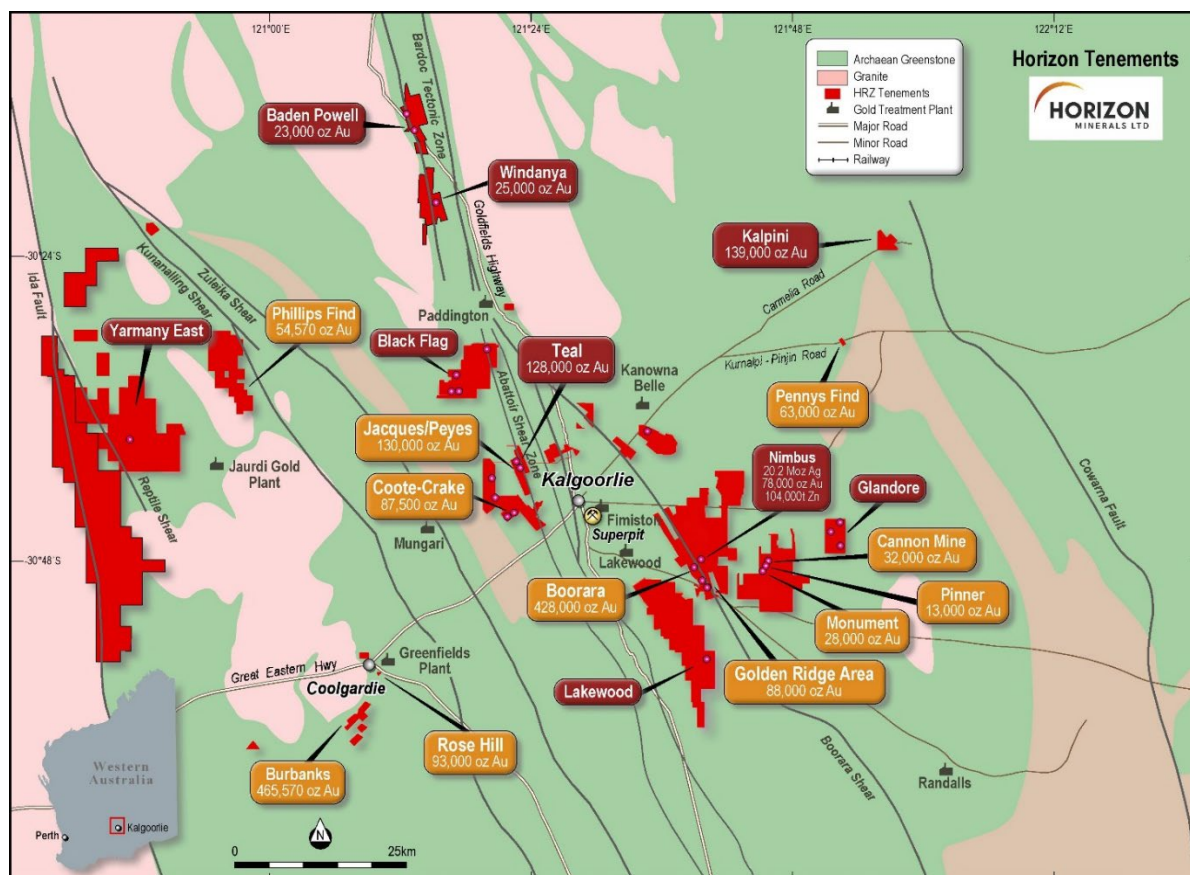 121°00'E
121°24'E
121°48'E
122°12'E
Horizon Tenements
HORIZON
MINERALS LTD
Archaean Greenstone
Granite
HRZ Tenements
Gold Treatment Plant
Major Road
Minor Road
Railway
Bardoc Tectonic Zone
Baden Powell
23,000 oz Au
Windanya
25,000 oz Au
Goldfields Highway
Kalpini
139,000 oz Au
-30°24'S
Ida Fault
Kunanalling Shear
Zuleika Shear
Carmelia Road
Phillips Find
54,570 oz Au
Paddington
Yarmany East
Black Flag
Teal
128,000 oz Au
Kurnalpi - Pinjin Road
Kanowna
Belle
Abattoir Shear Zone
Pennys Find
63,000 oz Au
Jacques/Peyes
130,000 oz Au
Nimbus
20.2 Moz Ag
78,000 oz Au
104,000t Zn
Cowarna Fault
Jaurdi Gold
Plant
Reptile Shear
Coote-Crake
87,500 oz Au
Kalgoorlie
Glandore
Fimiston
Superpit
Mungari
Lakewood
Cannon Mine
32,000 oz Au
-30°48'S
Boorara
428,000 oz Au
Pinner
13,000 oz Au
Monument
28,000 oz Au
Greenfields
Plant
Great Eastern Hwy
Coolgardie
Golden Ridge Area
88,000 oz Au
Lakewood
Rose Hill
93,000 oz Au
Boorara Shear
Burbanks
465,570 oz Au
Randalls
Western
Australia
Perth
Kalgoorlie
N
0
25km